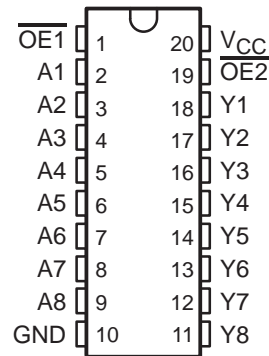 O̅E̅1̅ 1 20 VCC
A1 2 19 O̅E̅2̅
A2 3 18 Y1
A3 4 17 Y2
A4 5 16 Y3
A5 6 15 Y4
A6 7 14 Y5
A7 8 13 Y6
A8 9 12 Y7
GND 10 11 Y8